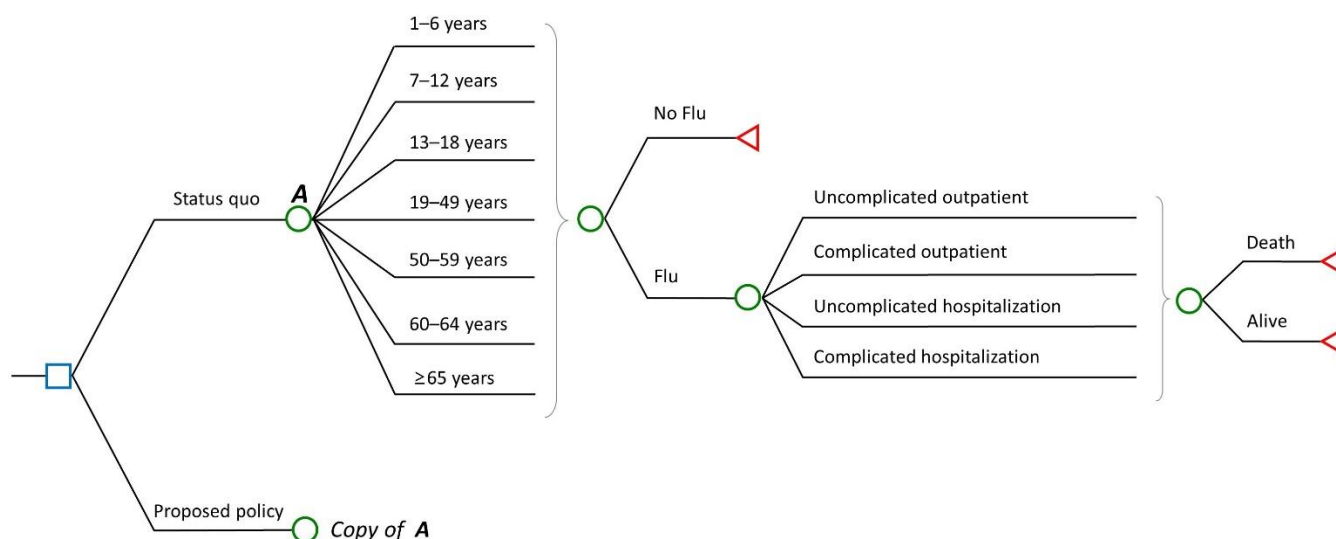 Status quo
A
1–6 years
7–12 years
13–18 years
19–49 years
50–59 years
60–64 years
≥65 years
No Flu
Flu
Uncomplicated outpatient
Complicated outpatient
Uncomplicated hospitalization
Complicated hospitalization
Death
Alive
Proposed policy
Copy of A